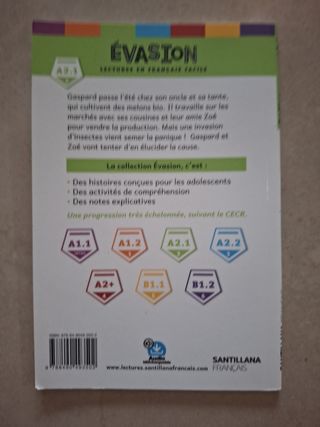 ÉVASION
LECTURES EN FRANÇAIS FACILE
A2.1
Gaspard passe l'été chez son oncle et sa tante,
qui cultivent des melons bio. Il travaille sur les
marchés avec ses cousines et leur amie Zoé
pour vendre la production. Mais une invasion
d'insectes vient semer la panique ! Gaspard et
Zoé vont tenter d'en élucider la cause.
La collection Évasion, c'est :
• Des histoires conçues pour les adolescents
• Des activités de compréhension
• Des notes explicatives
Une progression très échelonnée, suivant le CECR.
A1.1
A1.2
A2.1
A2.2
A2+
B1.1
B1.2
Audio
www.lectures.santillanafrancais.com
SANTILLANA
FRANÇAIS